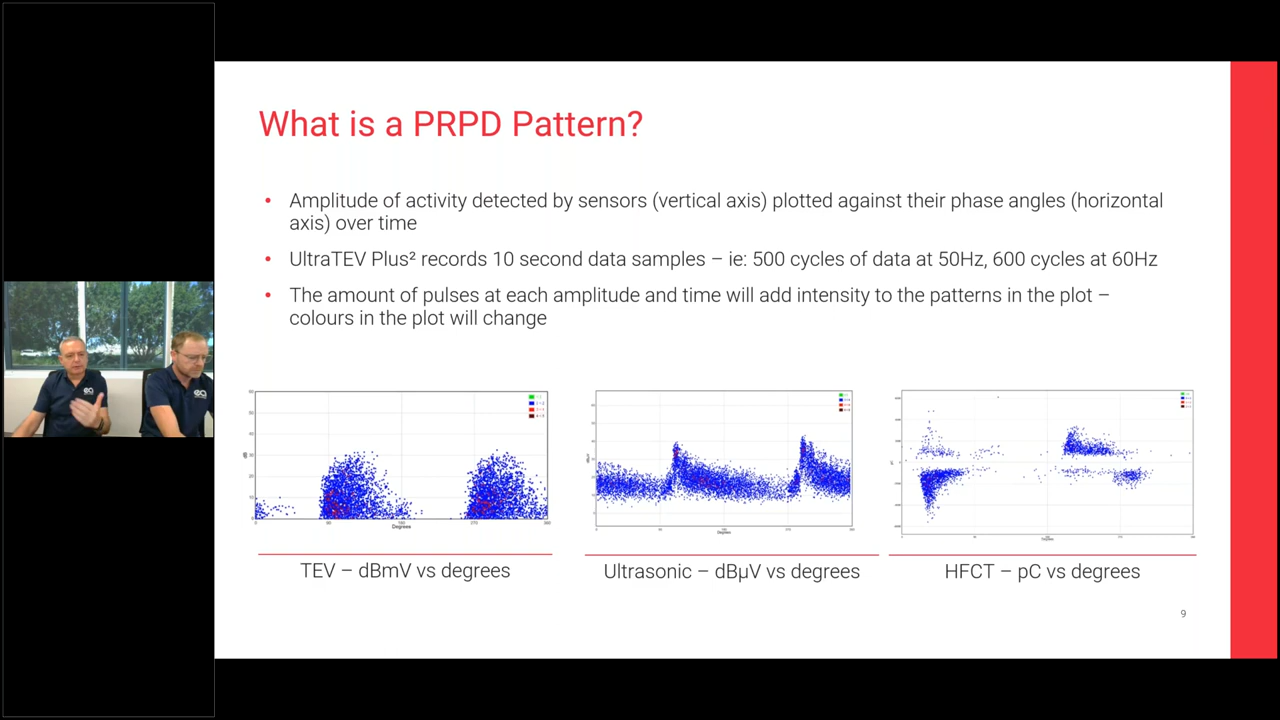 What is a PRPD Pattern?
• Amplitude of activity detected by sensors (vertical axis) plotted against their phase angles (horizontal
axis) over time
• UltraTEV Plus² records 10 second data samples – ie: 500 cycles of data at 50Hz, 600 cycles at 60Hz
• The amount of pulses at each amplitude and time will add intensity to the patterns in the plot –
colours in the plot will change
Degrees
Degrees
Degrees
TEV – dBmV vs degrees
Ultrasonic – dBµV vs degrees
HFCT – pC vs degrees
9